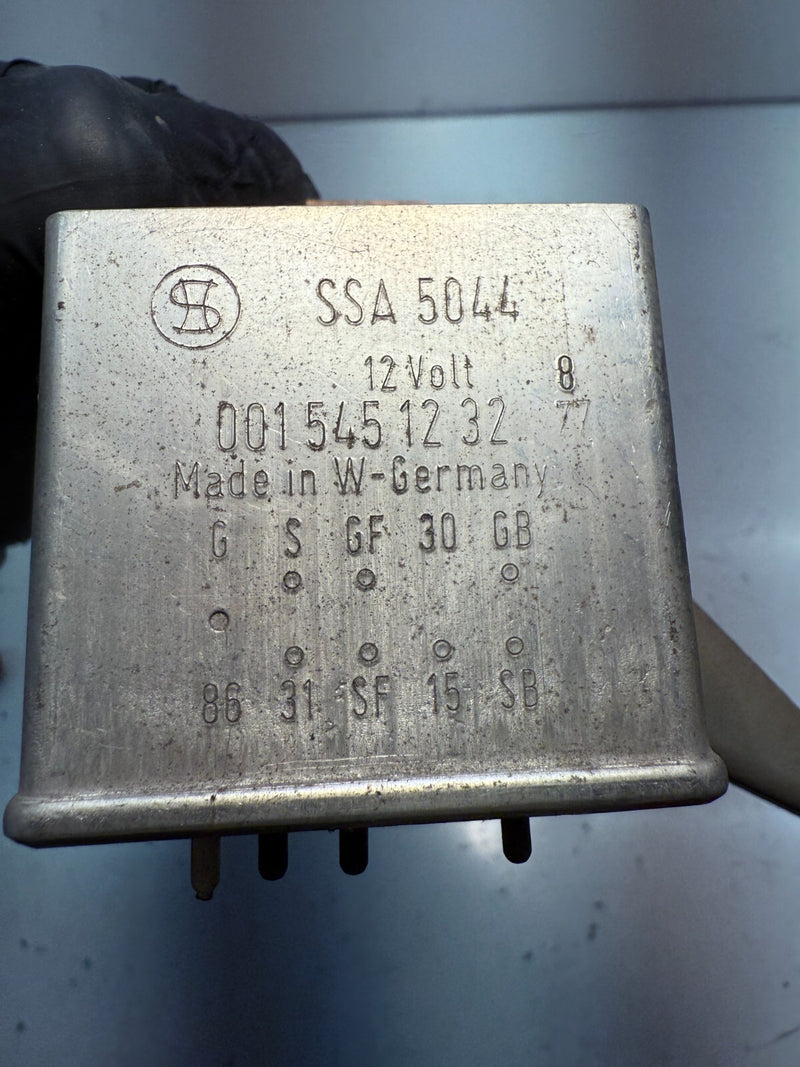 SSA 5044
12 Volt 8
001 545 12 32 77
Made in W-Germany
G S GF 30 GB
86 31 SF 15 SB